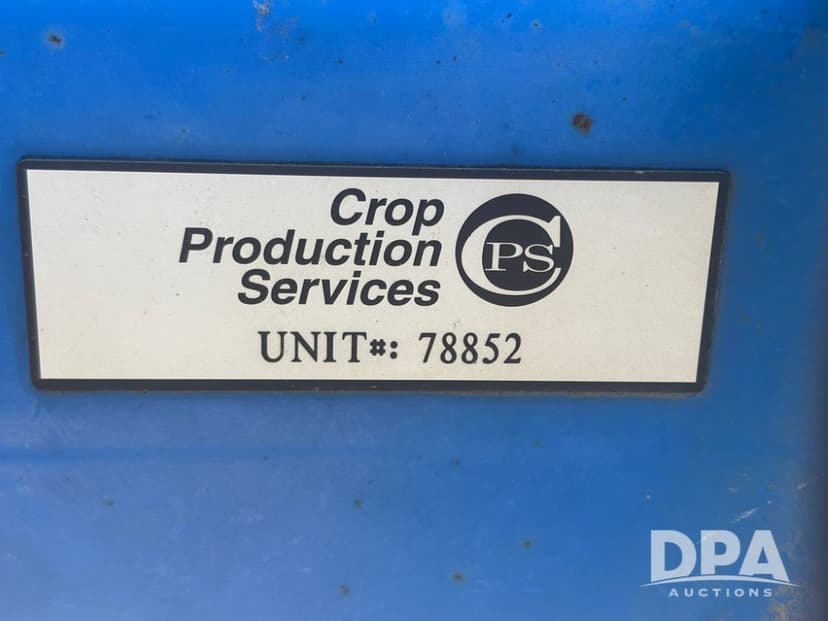 Crop
Production
Services
CPS
UNIT#: 78852
DPA
AUCTIONS